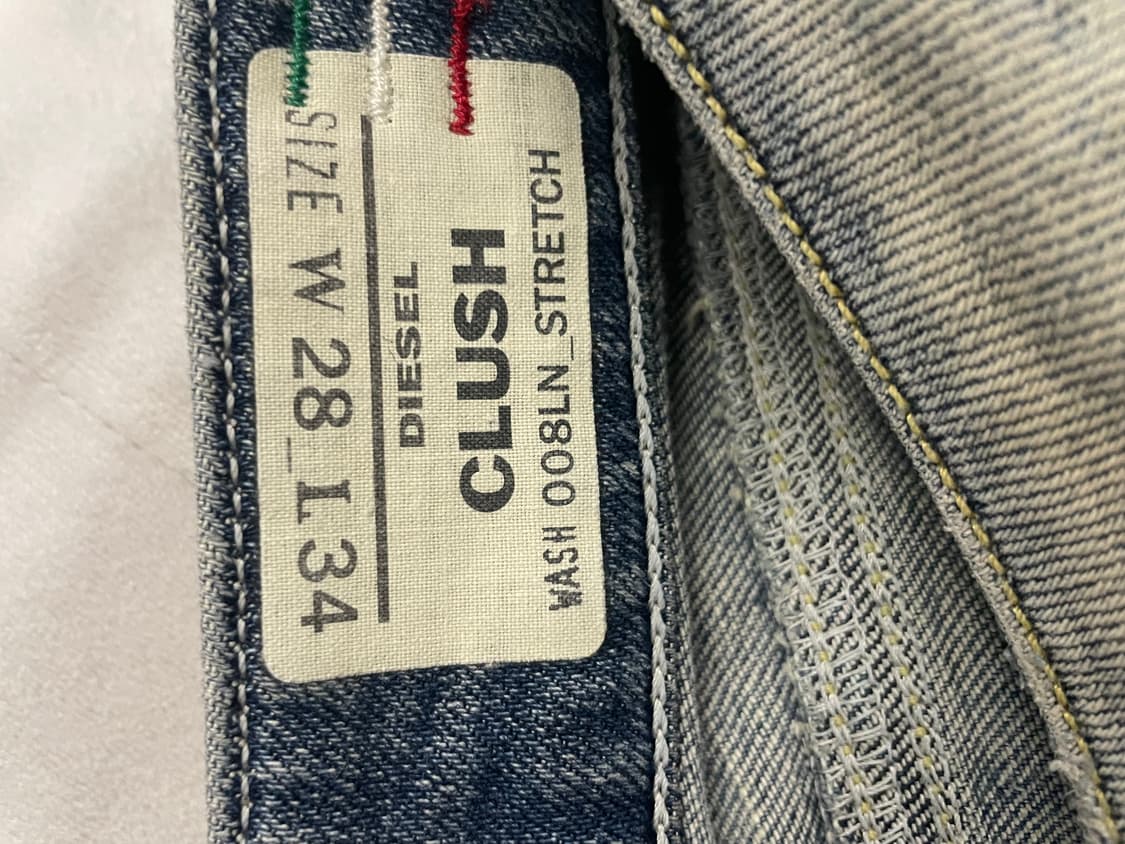 SIZE W 28_L34
DIESEL
CLUSH
WASH 008LN_STRETCH